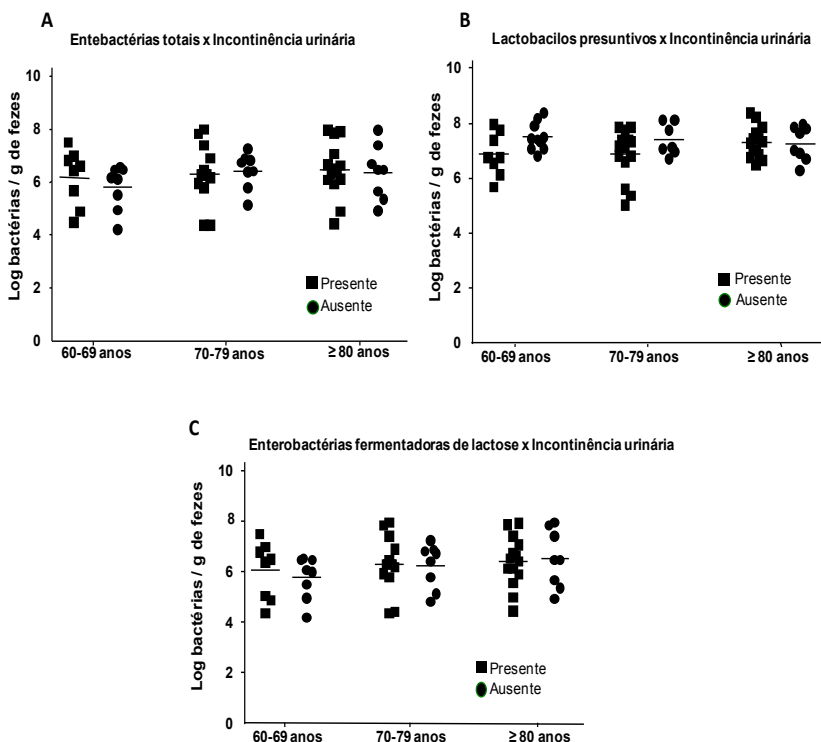 A
Entebactérias totais x Incontinência urinária
Log bactérias / g de fezes
10
8
6
4
2
0
Presente
Ausente
60-69 anos
70-79 anos
≥ 80 anos
B
Lactobacilos presuntivos x Incontinência urinária
Log bactérias / g de fezes
10
8
6
4
2
0
Presente
Ausente
60-69 anos
70-79 anos
≥ 80 anos
C
Enterobactérias fermentadoras de lactose x Incontinência urinária
Log bactérias / g de fezes
10
8
6
4
2
0
Presente
Ausente
60-69 anos
70-79 anos
≥ 80 anos